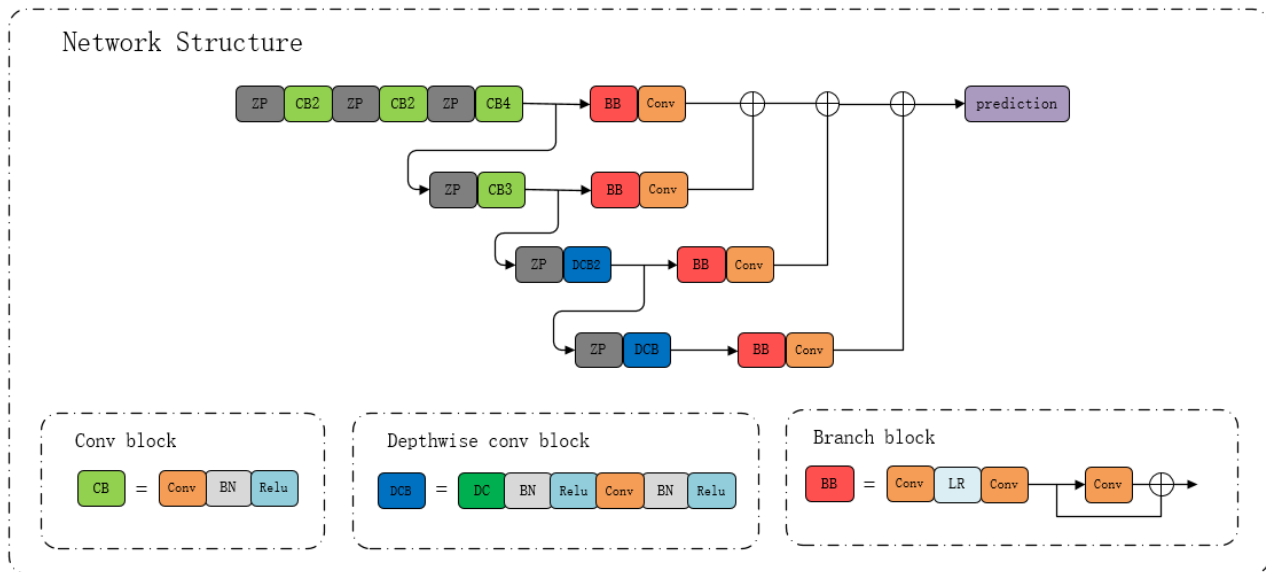 Network Structure
ZP CB2 ZP CB2 ZP CB4 BB Conv prediction
ZP CB3 BB Conv
ZP DCB2 BB Conv
ZP DCB BB Conv
Conv block
CB = Conv BN Relu
Depthwise conv block
DCB = DC BN Relu Conv BN Relu
Branch block
BB = Conv LR Conv Conv